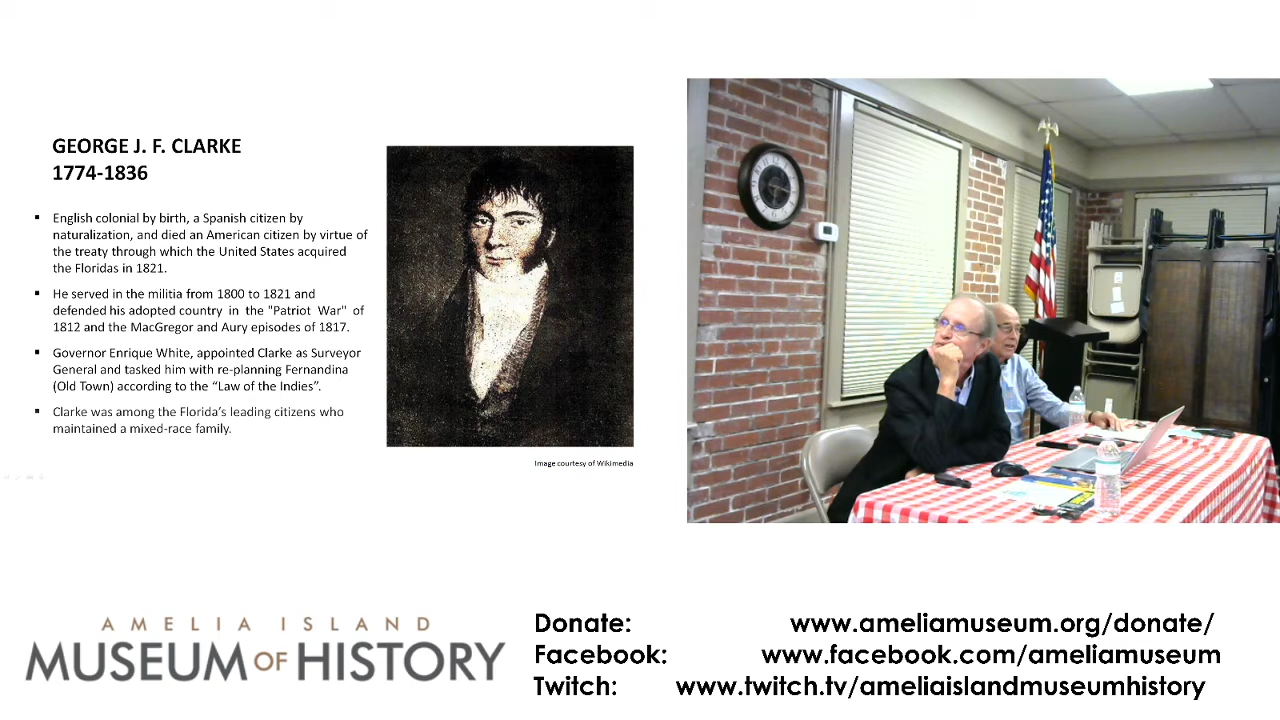 GEORGE J. F. CLARKE
1774-1836
▪ English colonial by birth, a Spanish citizen by
naturalization, and died an American citizen by virtue of
the treaty through which the United States acquired
the Floridas in 1821.
▪ He served in the militia from 1800 to 1821 and
defended his adopted country in the "Patriot War" of
1812 and the MacGregor and Aury episodes of 1817.
▪ Governor Enrique White, appointed Clarke as surveyor
General and tasked him with re-planning Fernandina
(Old Town) according to the “Law of the Indies”.
▪ Clarke was among the Florida’s leading citizens who
maintained a mixed-race family.
Image courtesy of Wikimedia
AMELIA ISLAND
MUSEUM OF HISTORY
Donate: www.ameliamuseum.org/donate/
Facebook: www.facebook.com/ameliamuseum
Twitch: www.twitch.tv/ameliaislandmuseumhistory